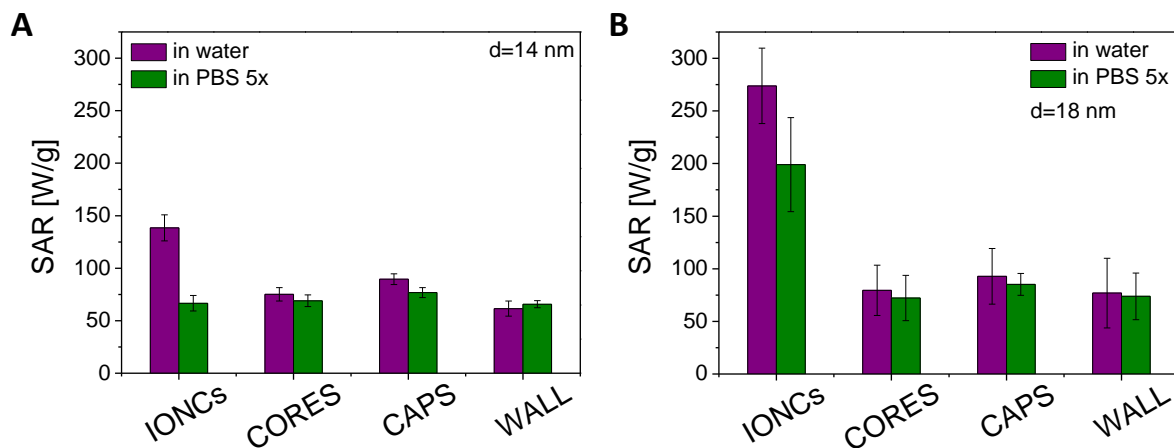 A
in water
in PBS 5x
d=14 nm
SAR [W/g]
300
250
200
150
100
50
0
IONCs
CORES
CAPS
WALL
B
in water
in PBS 5x
d=18 nm
SAR [W/g]
300
250
200
150
100
50
0
IONCs
CORES
CAPS
WALL